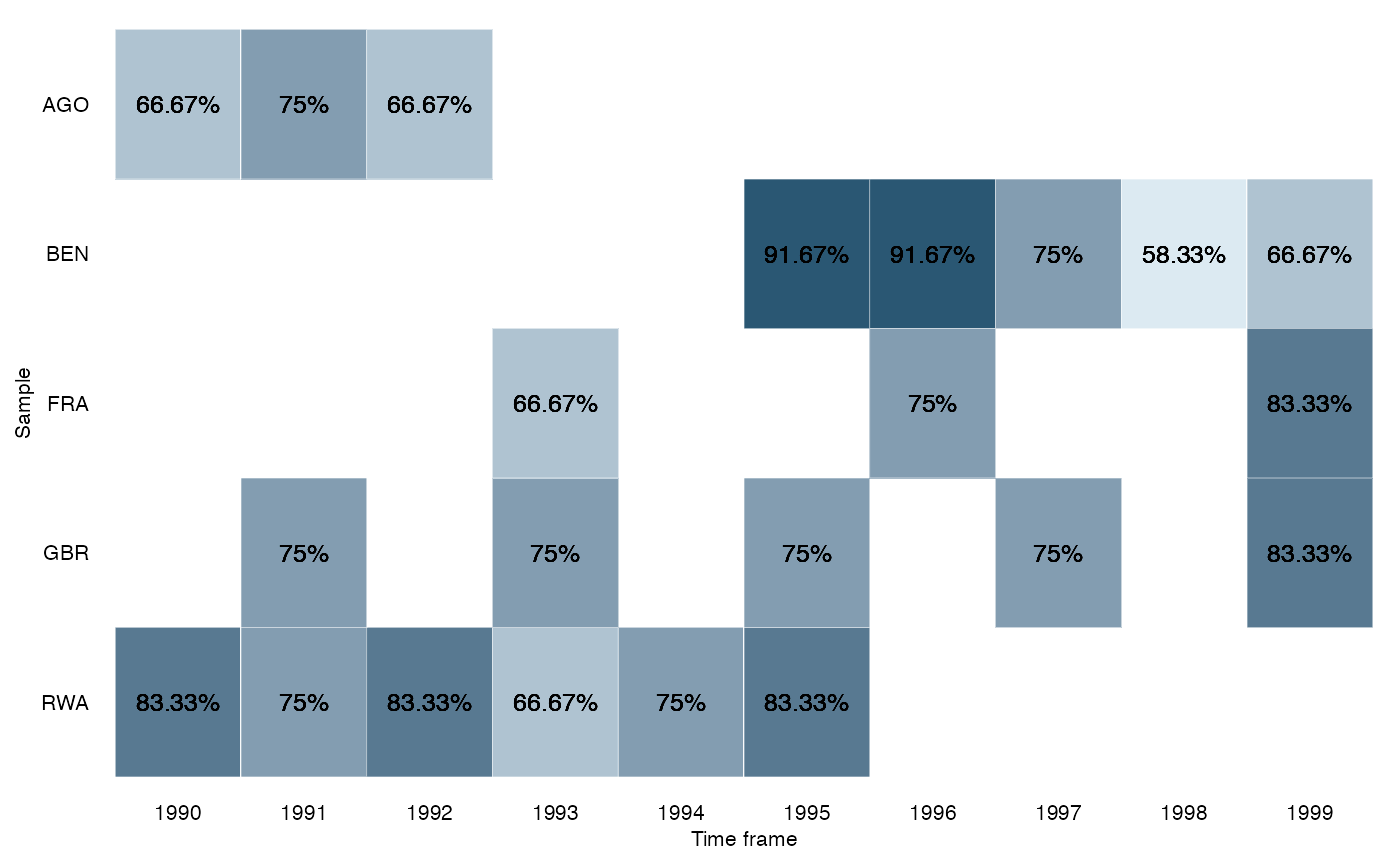 AGO 66.67% 75% 66.67%
BEN 91.67% 91.67% 75% 58.33% 66.67%
Sample
FRA 66.67% 75% 83.33%
GBR 75% 75% 75% 75% 83.33%
RWA 83.33% 75% 83.33% 66.67% 75% 83.33%
1990 1991 1992 1993 1994 1995 1996 1997 1998 1999
Time frame